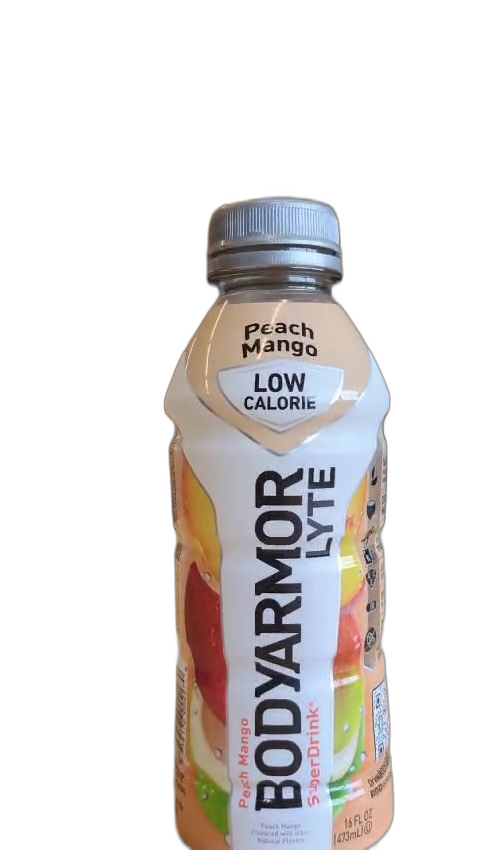 Peach
Mango
LOW
CALORIE
BODYARMOR
LYTE
Peach Mango
SuperDrink
Peach Mango
Flavored with other
Natural Flavors
16 FL OZ
(473mL)